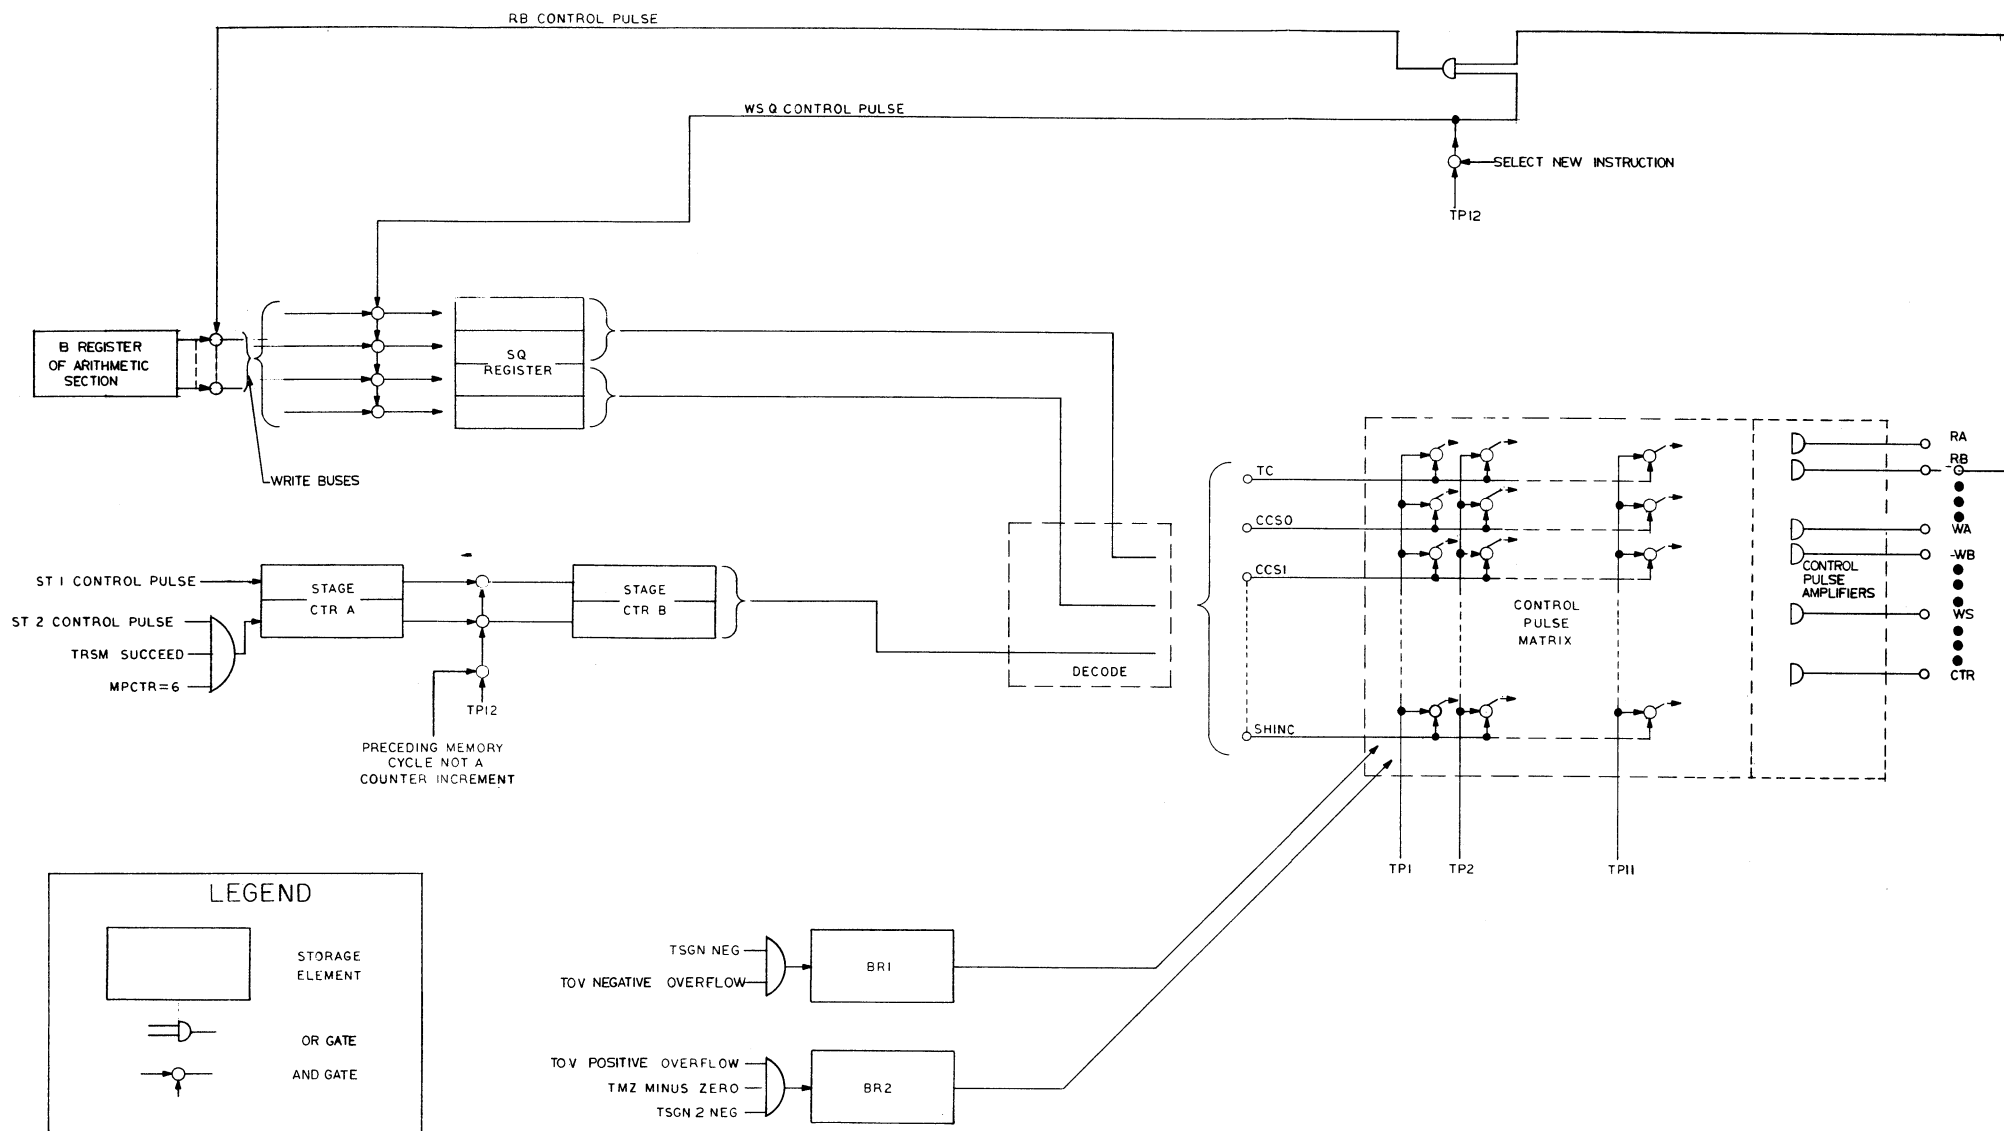 RB CONTROL PULSE
WSQ CONTROL PULSE
SELECT NEW INSTRUCTION
TP12
B REGISTER
OF ARITHMETIC
SECTION
SQ
REGISTER
WRITE BUSES
RA
RB
WA
WB
WS
CTR
TC
CCS0
CCS1
SHINC
CONTROL
PULSE
MATRIX
CONTROL
PULSE
AMPLIFIERS
DECODE
ST 1 CONTROL PULSE
ST 2 CONTROL PULSE
TRSM SUCCEED
MPCTR=6
STAGE
CTR A
STAGE
CTR B
TP12
PRECEDING MEMORY
CYCLE NOT A
COUNTER INCREMENT
TP1
TP2
TP11
LEGEND
STORAGE
ELEMENT
OR GATE
AND GATE
TSGN NEG
TOV NEGATIVE OVERFLOW
BR1
TOV POSITIVE OVERFLOW
TMZ MINUS ZERO
TSGN 2 NEG
BR2